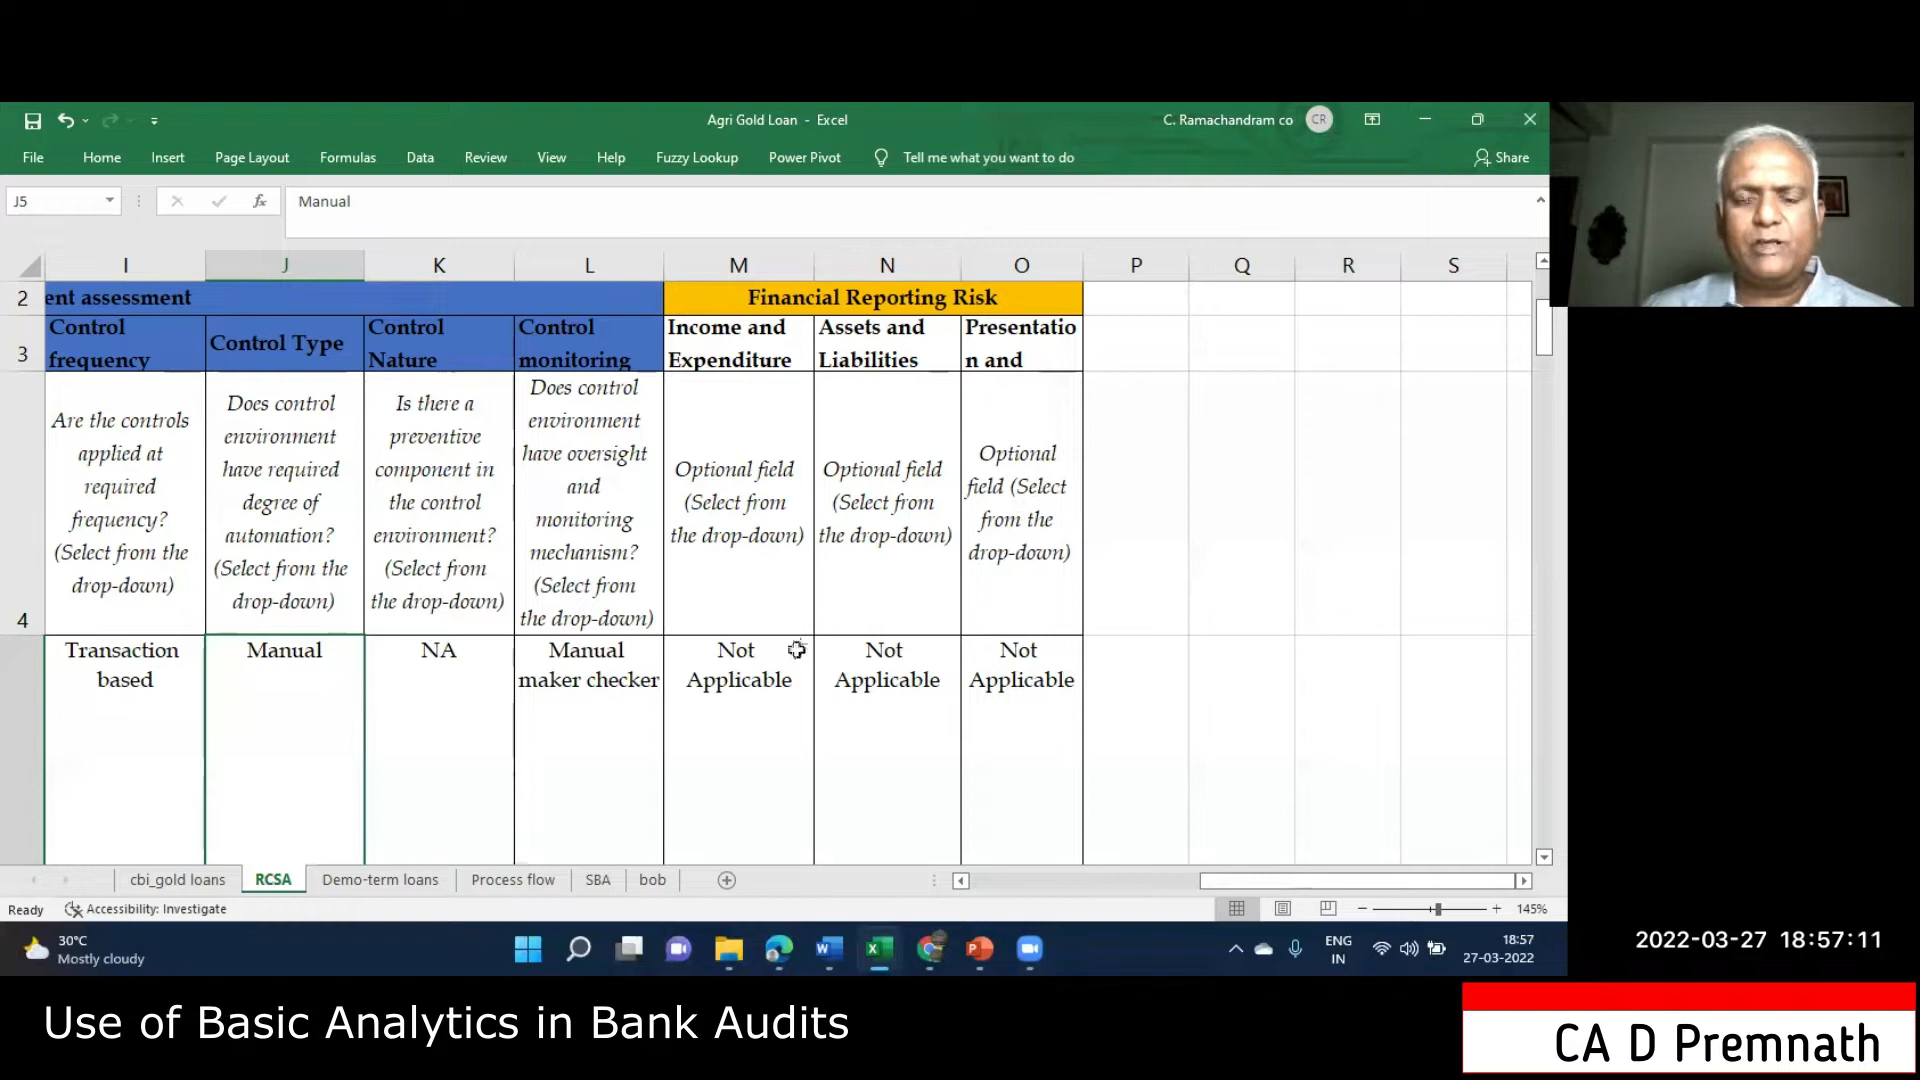 Agri Gold Loan - Excel
C. Ramachandram co
CR
File Home Insert Page Layout Formulas Data Review View Help Fuzzy Lookup Power Pivot Tell me what you want to do Share
J5
fx
Manual
I J K L M N O P Q R S
2 ent assessment Financial Reporting Risk
Control Control Control Income and Assets and Presentatio
3 frequency Control Type Nature monitoring Expenditure Liabilities n and
Are the controls
applied at
required
frequency?
(Select from the
drop-down)
Does control
environment
have required
degree of
automation?
(Select from the
drop-down)
Is there a
preventive
component in
the control
environment?
(Select from
the drop-down)
Does control
environment
have oversight
and
monitoring
mechanism?
(Select from
the drop-down)
Optional field
(Select from
the drop-down)
Optional field
(Select from
the drop-down)
Optional
field (Select
from the
drop-down)
4
Transaction
based
Manual
NA
Manual
maker checker
Not
Applicable
Not
Applicable
Not
Applicable
cbi_gold loans RCSA Demo-term loans Process flow SBA bob
Ready Accessibility: Investigate 145%
30°C
Mostly cloudy
ENG
IN
18:57
27-03-2022
2022-03-27 18:57:11
Use of Basic Analytics in Bank Audits
CA D Premnath